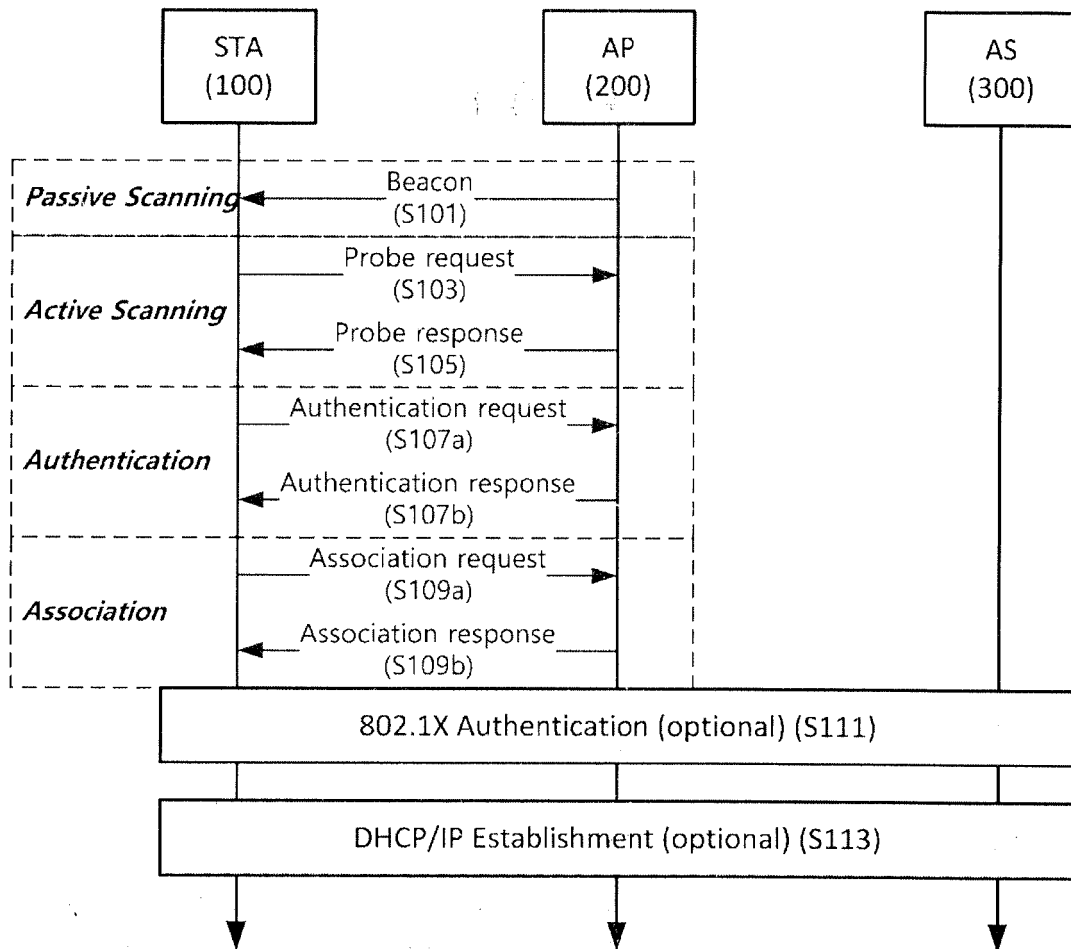 STA
(100)
AP
(200)
AS
(300)
Passive Scanning
Beacon
(S101)
Active Scanning
Probe request
(S103)
Probe response
(S105)
Authentication
Authentication request
(S107a)
Authentication response
(S107b)
Association
Association request
(S109a)
Association response
(S109b)
802.1X Authentication (optional) (S111)
DHCP/IP Establishment (optional) (S113)